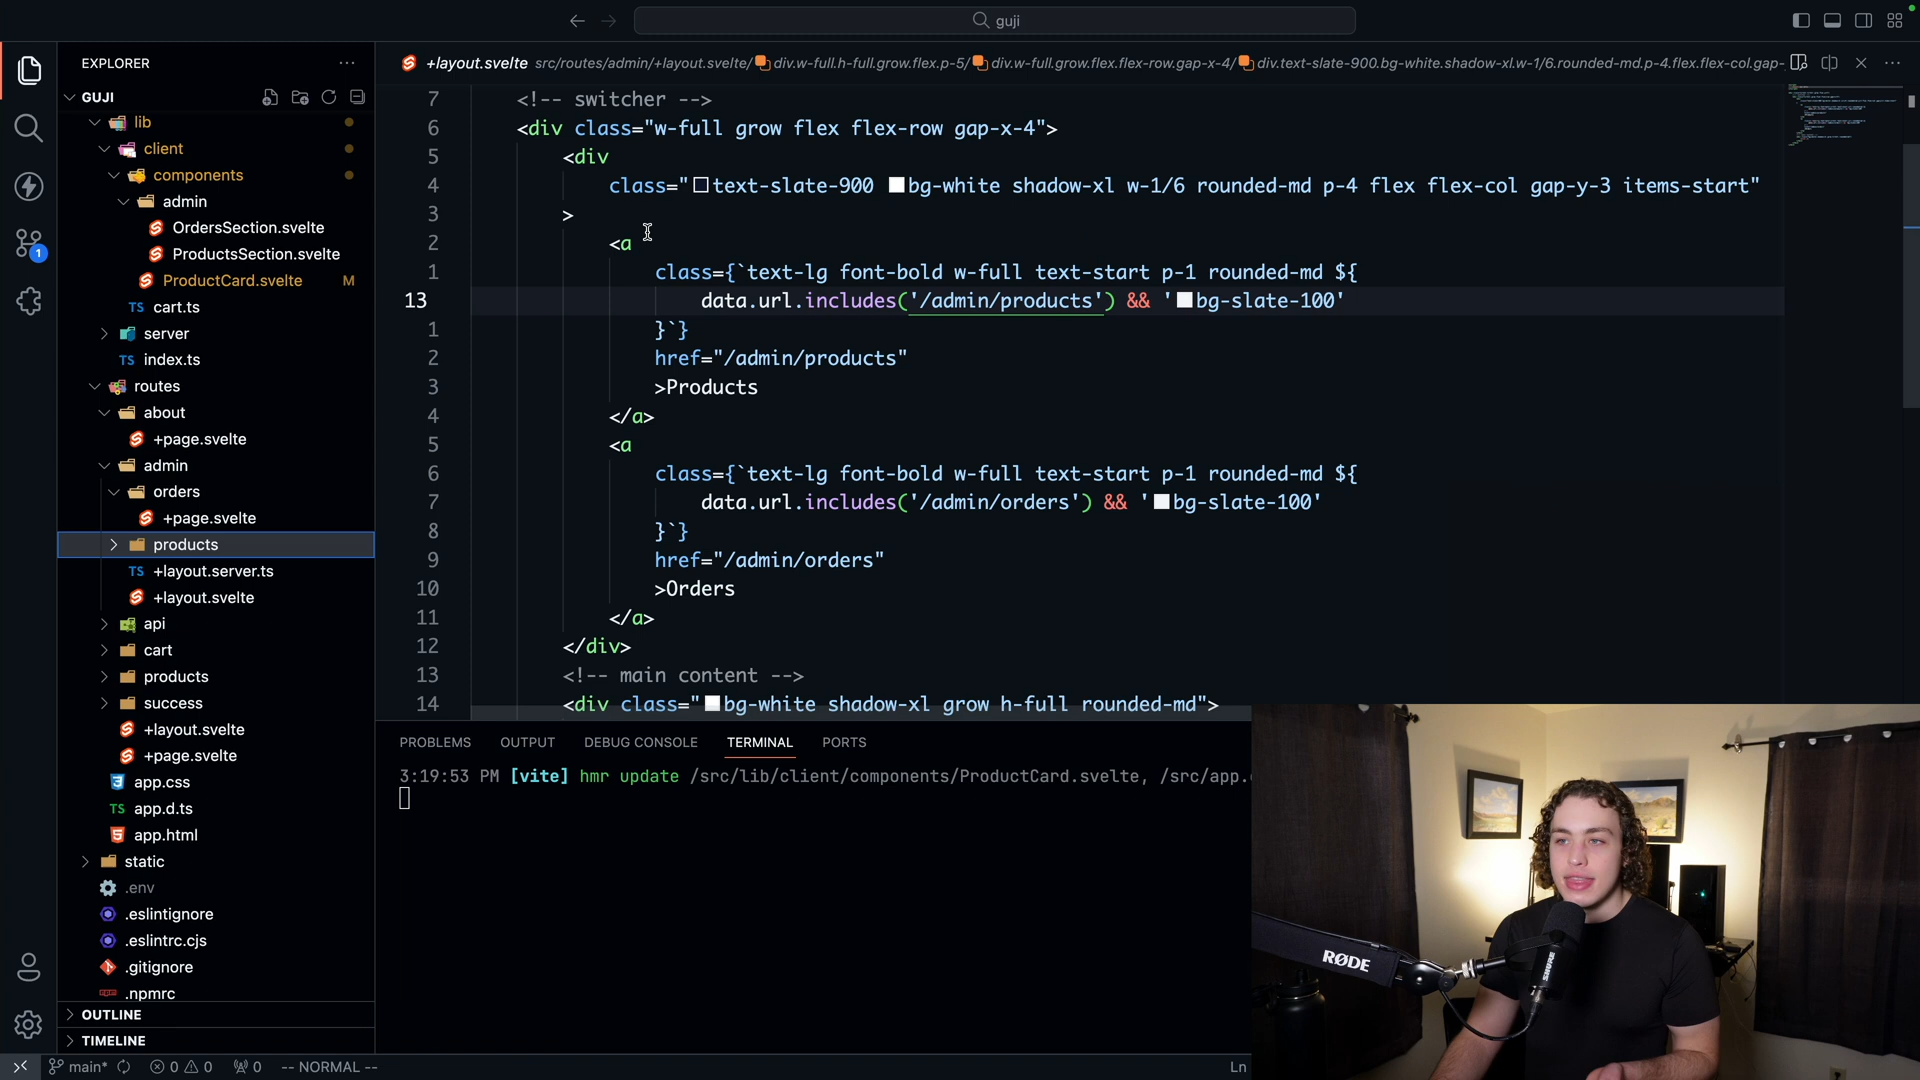 guji
EXPLORER
GUJI
lib
client
components
admin
OrdersSection.svelte
ProductsSection.svelte
ProductCard.svelte M
TS cart.ts
server
TS index.ts
routes
about
+page.svelte
admin
orders
+page.svelte
products
TS +layout.server.ts
+layout.svelte
api
cart
products
success
+layout.svelte
+page.svelte
app.css
TS app.d.ts
app.html
static
.env
.eslintignore
.eslintrc.cjs
.gitignore
.npmrc
OUTLINE
TIMELINE
1
+layout.svelte src/routes/admin/+layout.svelte/ div.w-full.h-full.grow.flex.p-5/ div.w-full.grow.flex.flex-row.gap-x-4/ div.text-slate-900.bg-white.shadow-xl.w-1/6.rounded-md.p-4.flex.flex-col.gap-
7 <!-- switcher -->
6 <div class="w-full grow flex flex-row gap-x-4">
5 <div
4 class="text-slate-900 bg-white shadow-xl w-1/6 rounded-md p-4 flex flex-col gap-y-3 items-start"
3 >
2 <a
1 class={`text-lg font-bold w-full text-start p-1 rounded-md ${
13 data.url.includes('/admin/products') && 'bg-slate-100'
1 }`}
2 href="/admin/products"
3 >Products
4 </a>
5 <a
6 class={`text-lg font-bold w-full text-start p-1 rounded-md ${
7 data.url.includes('/admin/orders') && 'bg-slate-100'
8 }`}
9 href="/admin/orders"
10 >Orders
11 </a>
12 </div>
13 <!-- main content -->
14 <div class="bg-white shadow-xl grow h-full rounded-md">
PROBLEMS OUTPUT DEBUG CONSOLE TERMINAL PORTS
3:19:53 PM [vite] hmr update /src/lib/client/components/ProductCard.svelte, /src/app.
RØDE
SHURE
main* 0 0 0 -- NORMAL -- Ln